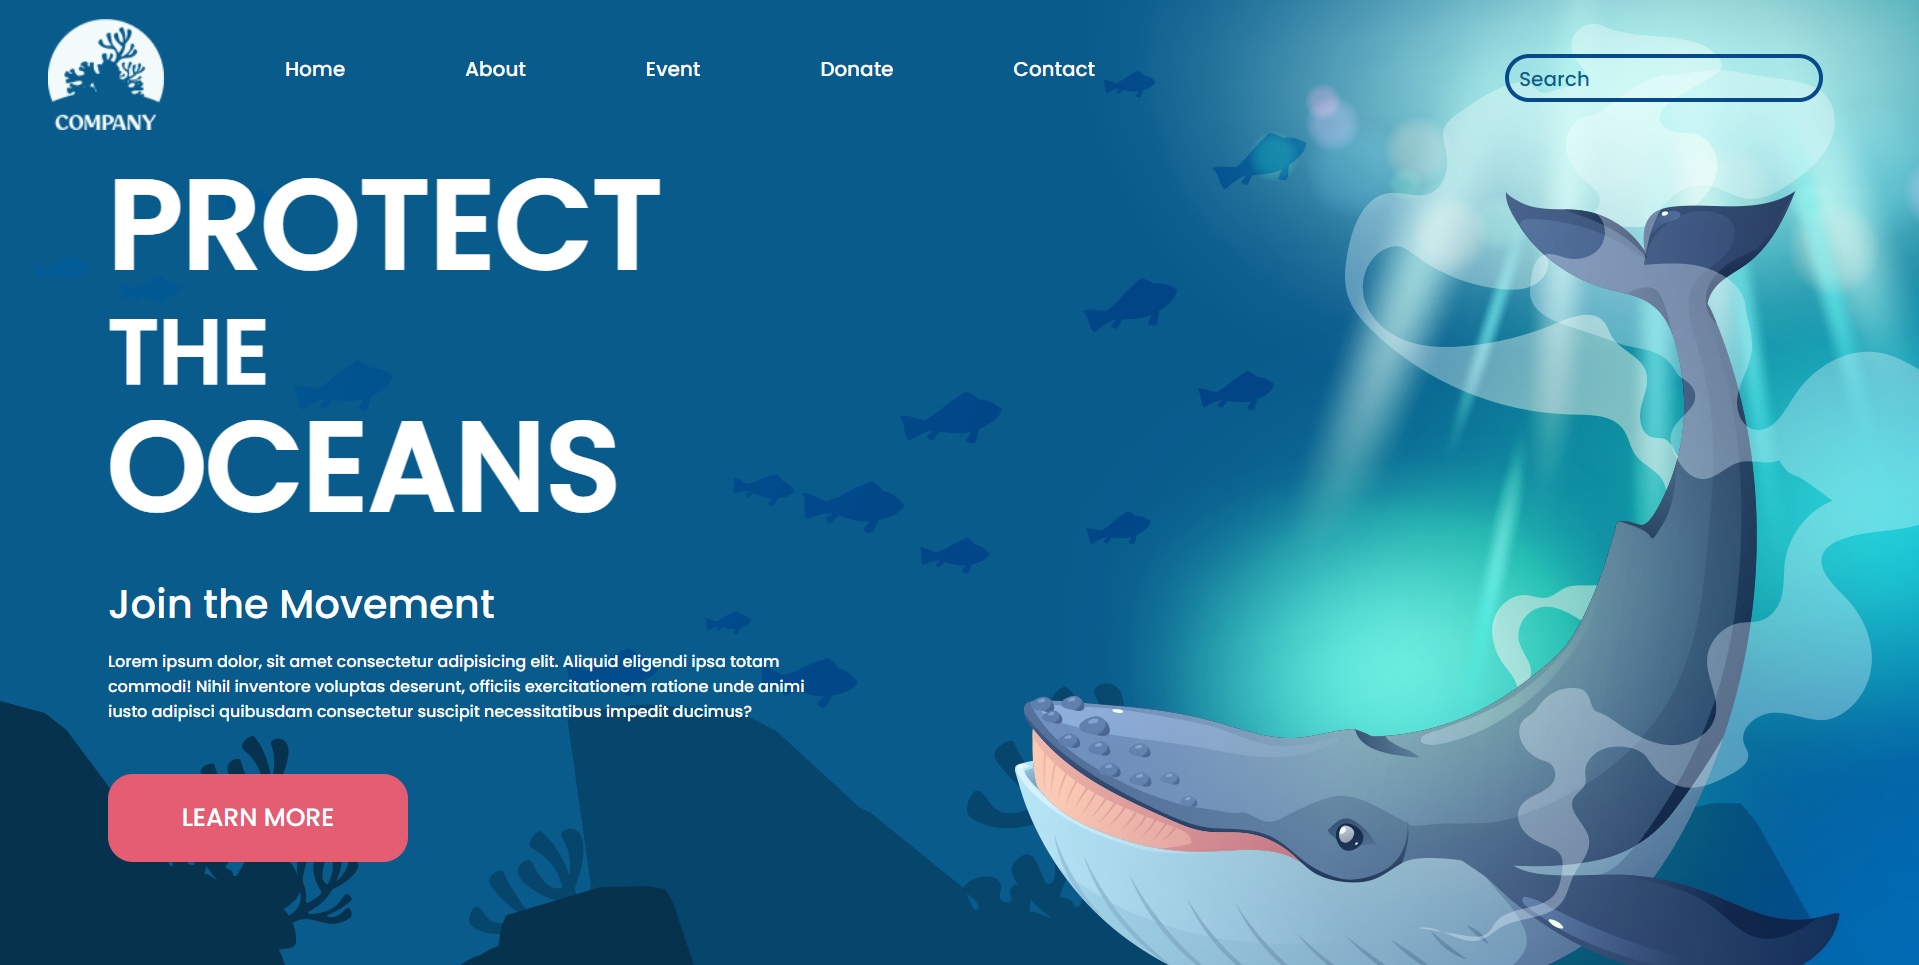 COMPANY
Home About Event Donate Contact
Search
PROTECT
THE
OCEANS
Join the Movement
Lorem ipsum dolor, sit amet consectetur adipisicing elit. Aliquid eligendi ipsa totam
commodi! Nihil inventore voluptas deserunt, officiis exercitationem ratione unde animi
iusto adipisci quibusdam consectetur suscipit necessitatibus impedit ducimus?
LEARN MORE